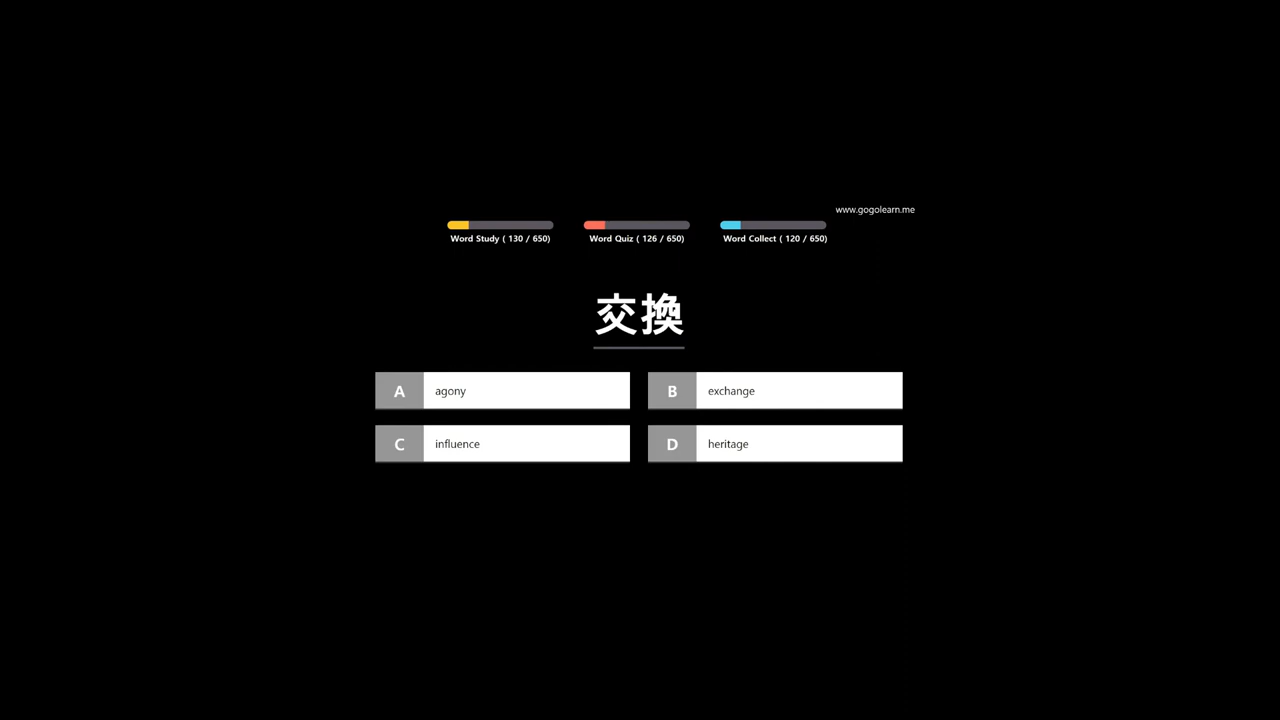 www.gogolearn.me
Word Study ( 130 / 650) Word Quiz ( 126 / 650) Word Collect ( 120 / 650)
交換
A agony B exchange
C influence D heritage